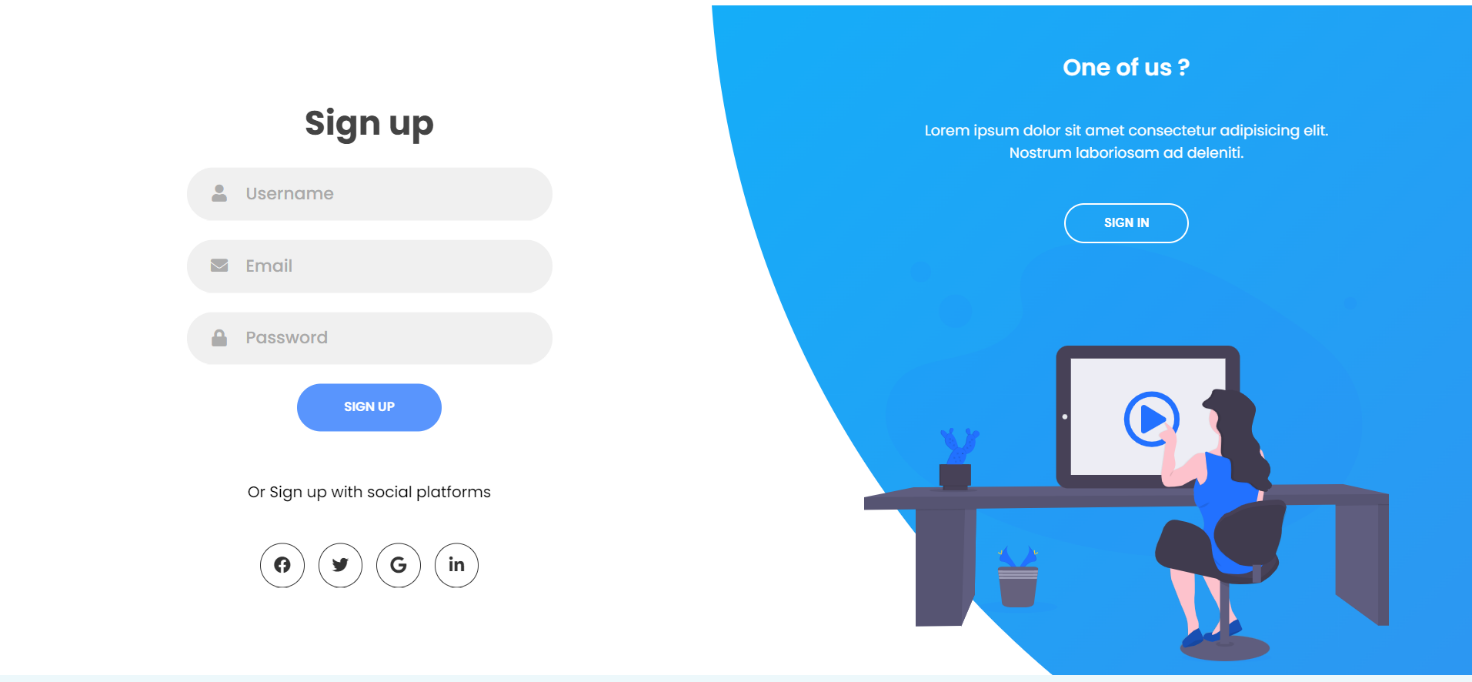 Sign up
Username
Email
Password
SIGN UP
Or Sign up with social platforms
One of us ?
Lorem ipsum dolor sit amet consectetur adipisicing elit.
Nostrum laboriosam ad deleniti.
SIGN IN